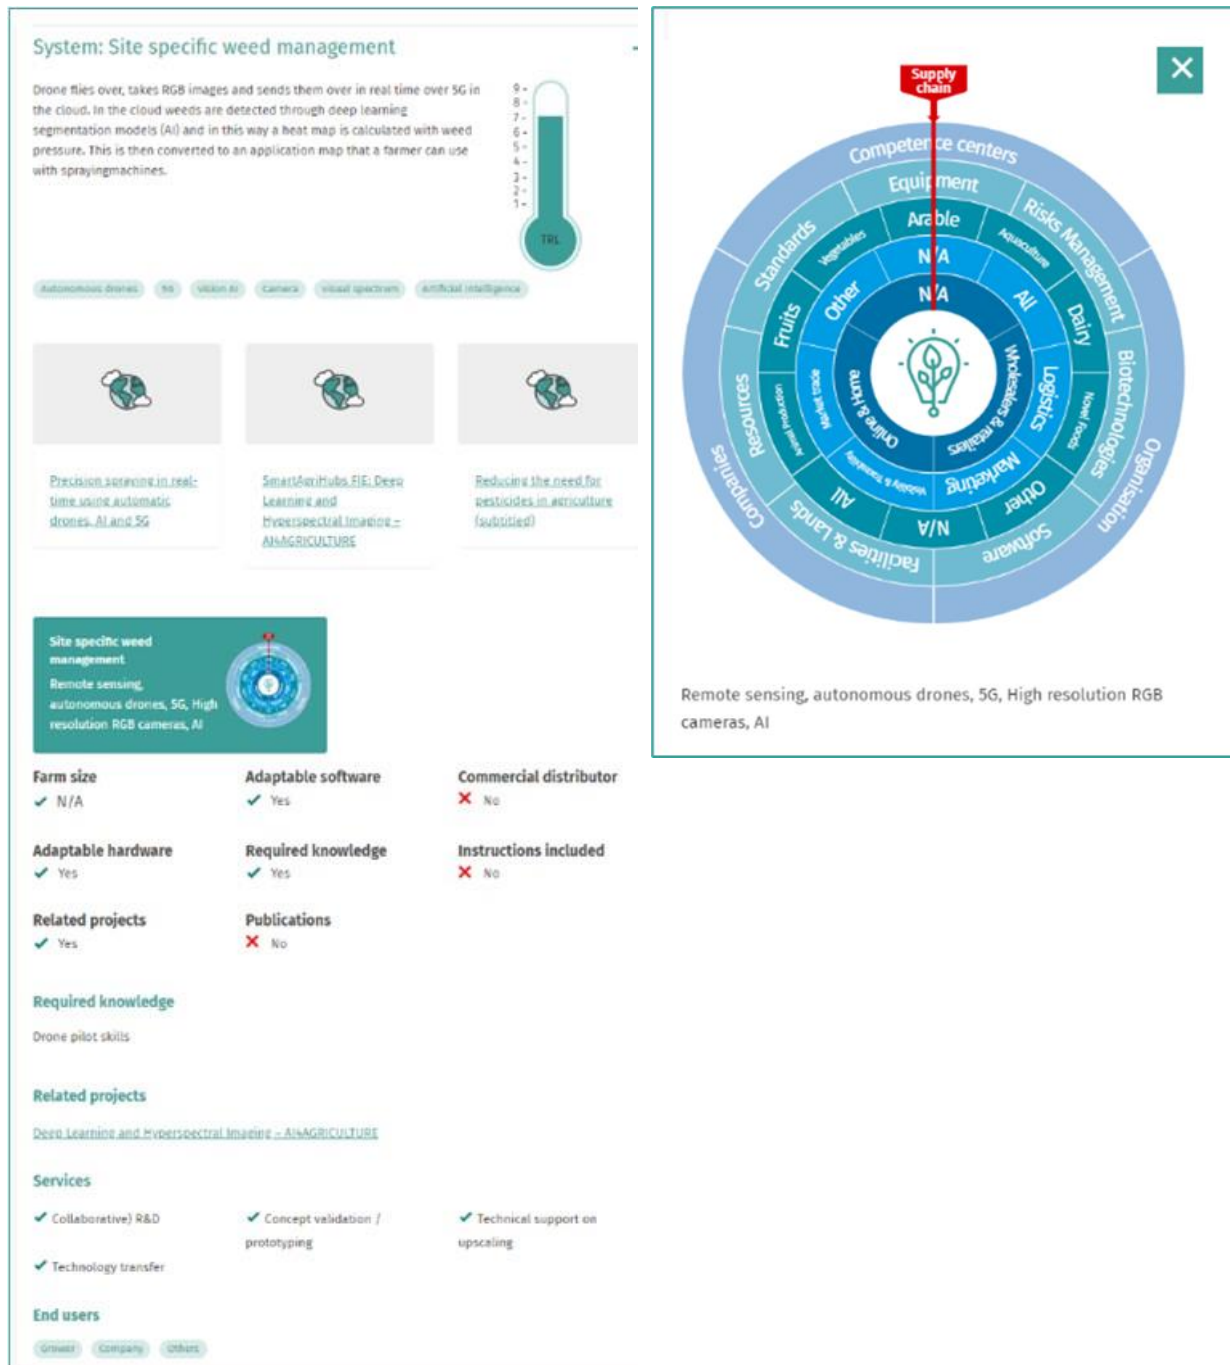 System: Site specific weed management
Drone flies over, takes RGB images and sends them over in real time over 5G in
the cloud. In the cloud weeds are detected through deep learning
segmentation models (AI) and in this way a heat map is calculated with weed
pressure. This is then converted to an application map that a farmer can use
with sprayingmachines.
9
8
7
6
5
4
3
2
1
TRL
Autonomous drones
5G
Vision AI
Camera
visual spectrum
Artificial Intelligence
Precision spraying in real-
time using automatic
drones, AI and 5G
SmartAgriHubs FIE: Deep
Learning and
Hyperspectral Imaging –
AI4AGRICULTURE
Reducing the need for
pesticides in agriculture
(subtitled)
Site specific weed
management
Remote sensing,
autonomous drones, 5G, High
resolution RGB cameras, AI
Farm size
N/A
Adaptable software
Yes
Commercial distributor
No
Adaptable hardware
Yes
Required knowledge
Yes
Instructions included
No
Related projects
Yes
Publications
No
Required knowledge
Drone pilot skills
Related projects
Deep Learning and Hyperspectral Imaging – AI4AGRICULTURE
Services
Collaborative) R&D
Concept validation /
prototyping
Technical support on
upscaling
Technology transfer
End users
Grower
Company
Others
Supply
chain
Competence centers
Organisation
Companies
Equipment
Risks Management
Biotechnologies
Software
Facilities & Lands
Resources
Standards
Arable
Aquaculture
Dairy
Novel Foods
Other
N/A
All
Animal Production
Fruits
Vegetables
N/A
All
Logistics
Marketing
Visibility & Traceability
Market place
Other
N/A
Wholesalers & retailers
Online & Home
Remote sensing, autonomous drones, 5G, High resolution RGB
cameras, AI